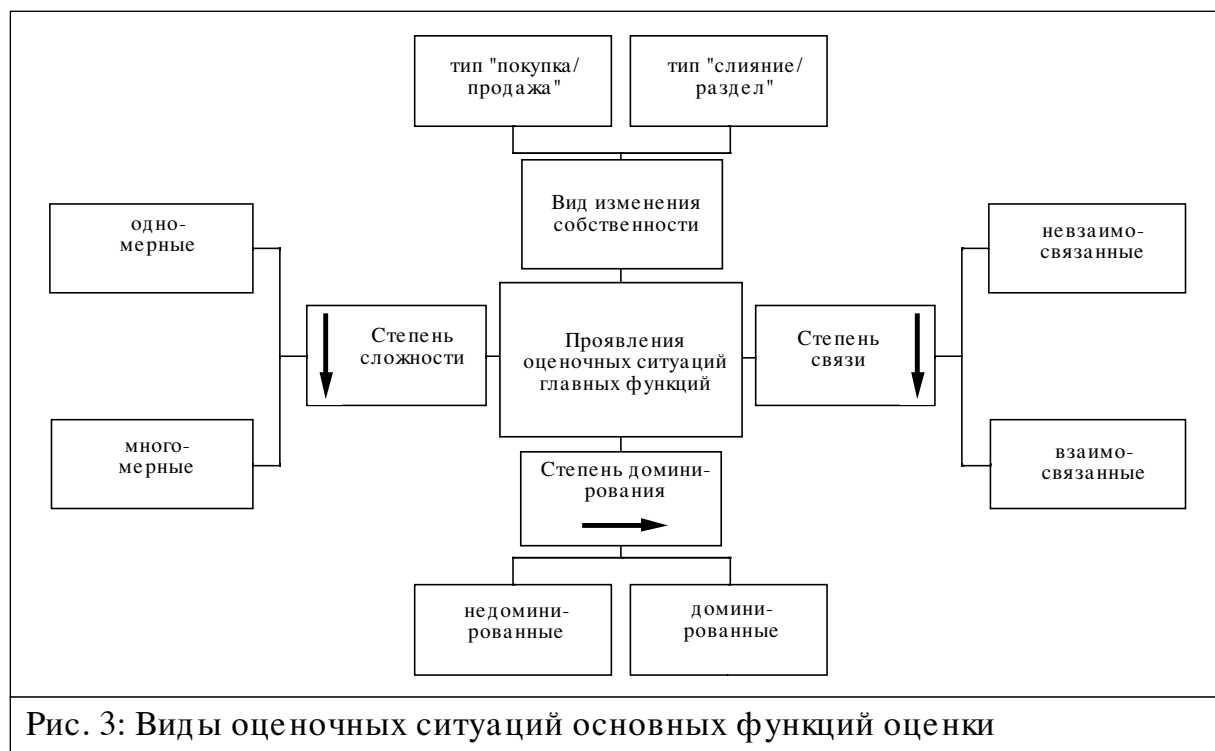 тип "покупка/
продажа"
тип "слияние/
раздел"
Вид изменения
собственности
одно-
мерные
невзаимо-
связанные
Степень
сложности
Проявления
оценочных ситуаций
главных функций
Степень
связи
много-
мерные
взаимо-
связанные
Степень домини-
рования
недомини-
рованные
домини-
рованные
Рис. 3: Виды оценочных ситуаций основных функций оценки